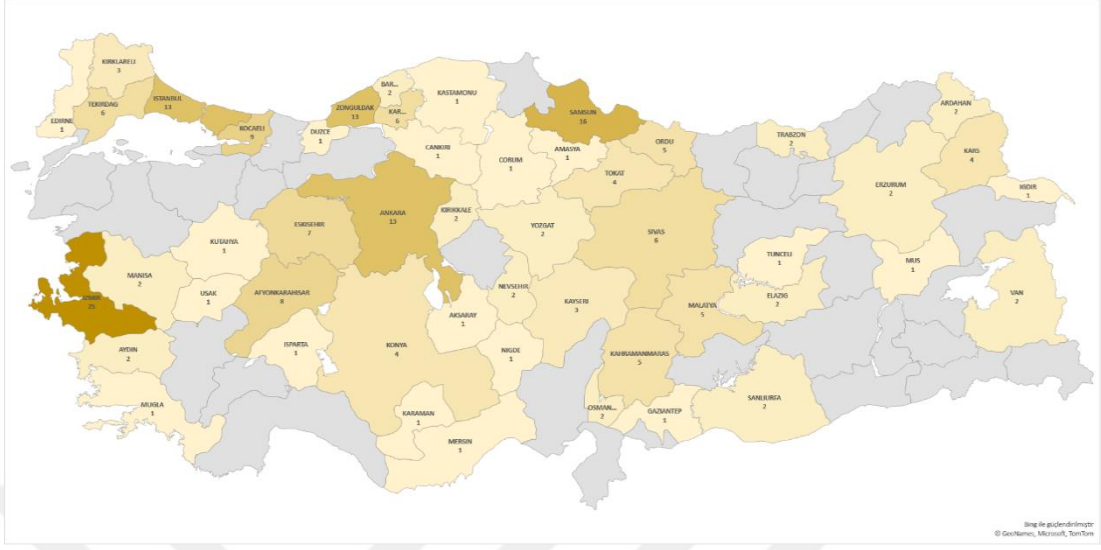 KIRKLARELI
3
TEKIRDAG
6
EDIRNE
1
ISTANBUL
13
KOCAELI
9
DUZCE
1
ZONGULDAK
13
BAR...
2
KAR...
6
KASTAMONU
1
CANKIRI
1
CORUM
1
SAMSUN
16
AMASYA
1
ORDU
5
TOKAT
4
TRABZON
2
ARDAHAN
2
KARS
4
IGDIR
1
ERZURUM
2
ANKARA
13
KIRIKKALE
2
ESKISEHIR
7
YOZGAT
2
SIVAS
6
KUTAHYA
1
TUNCELI
1
MUS
1
MANISA
2
USAK
1
AFYONKARAHISAR
8
IZMIR
25
NEVSEHIR
2
KAYSERI
3
MALATYA
5
ELAZIG
2
VAN
2
AKSARAY
1
ISPARTA
1
KONYA
4
NIGDE
1
KAHRAMANMARAS
5
AYDIN
2
MUGLA
1
KARAMAN
1
MERSIN
1
OSMAN...
2
GAZIANTEP
1
SANLIURFA
2
Bing ile güçlendirilmiştir
© GeoNames, Microsoft, TomTom